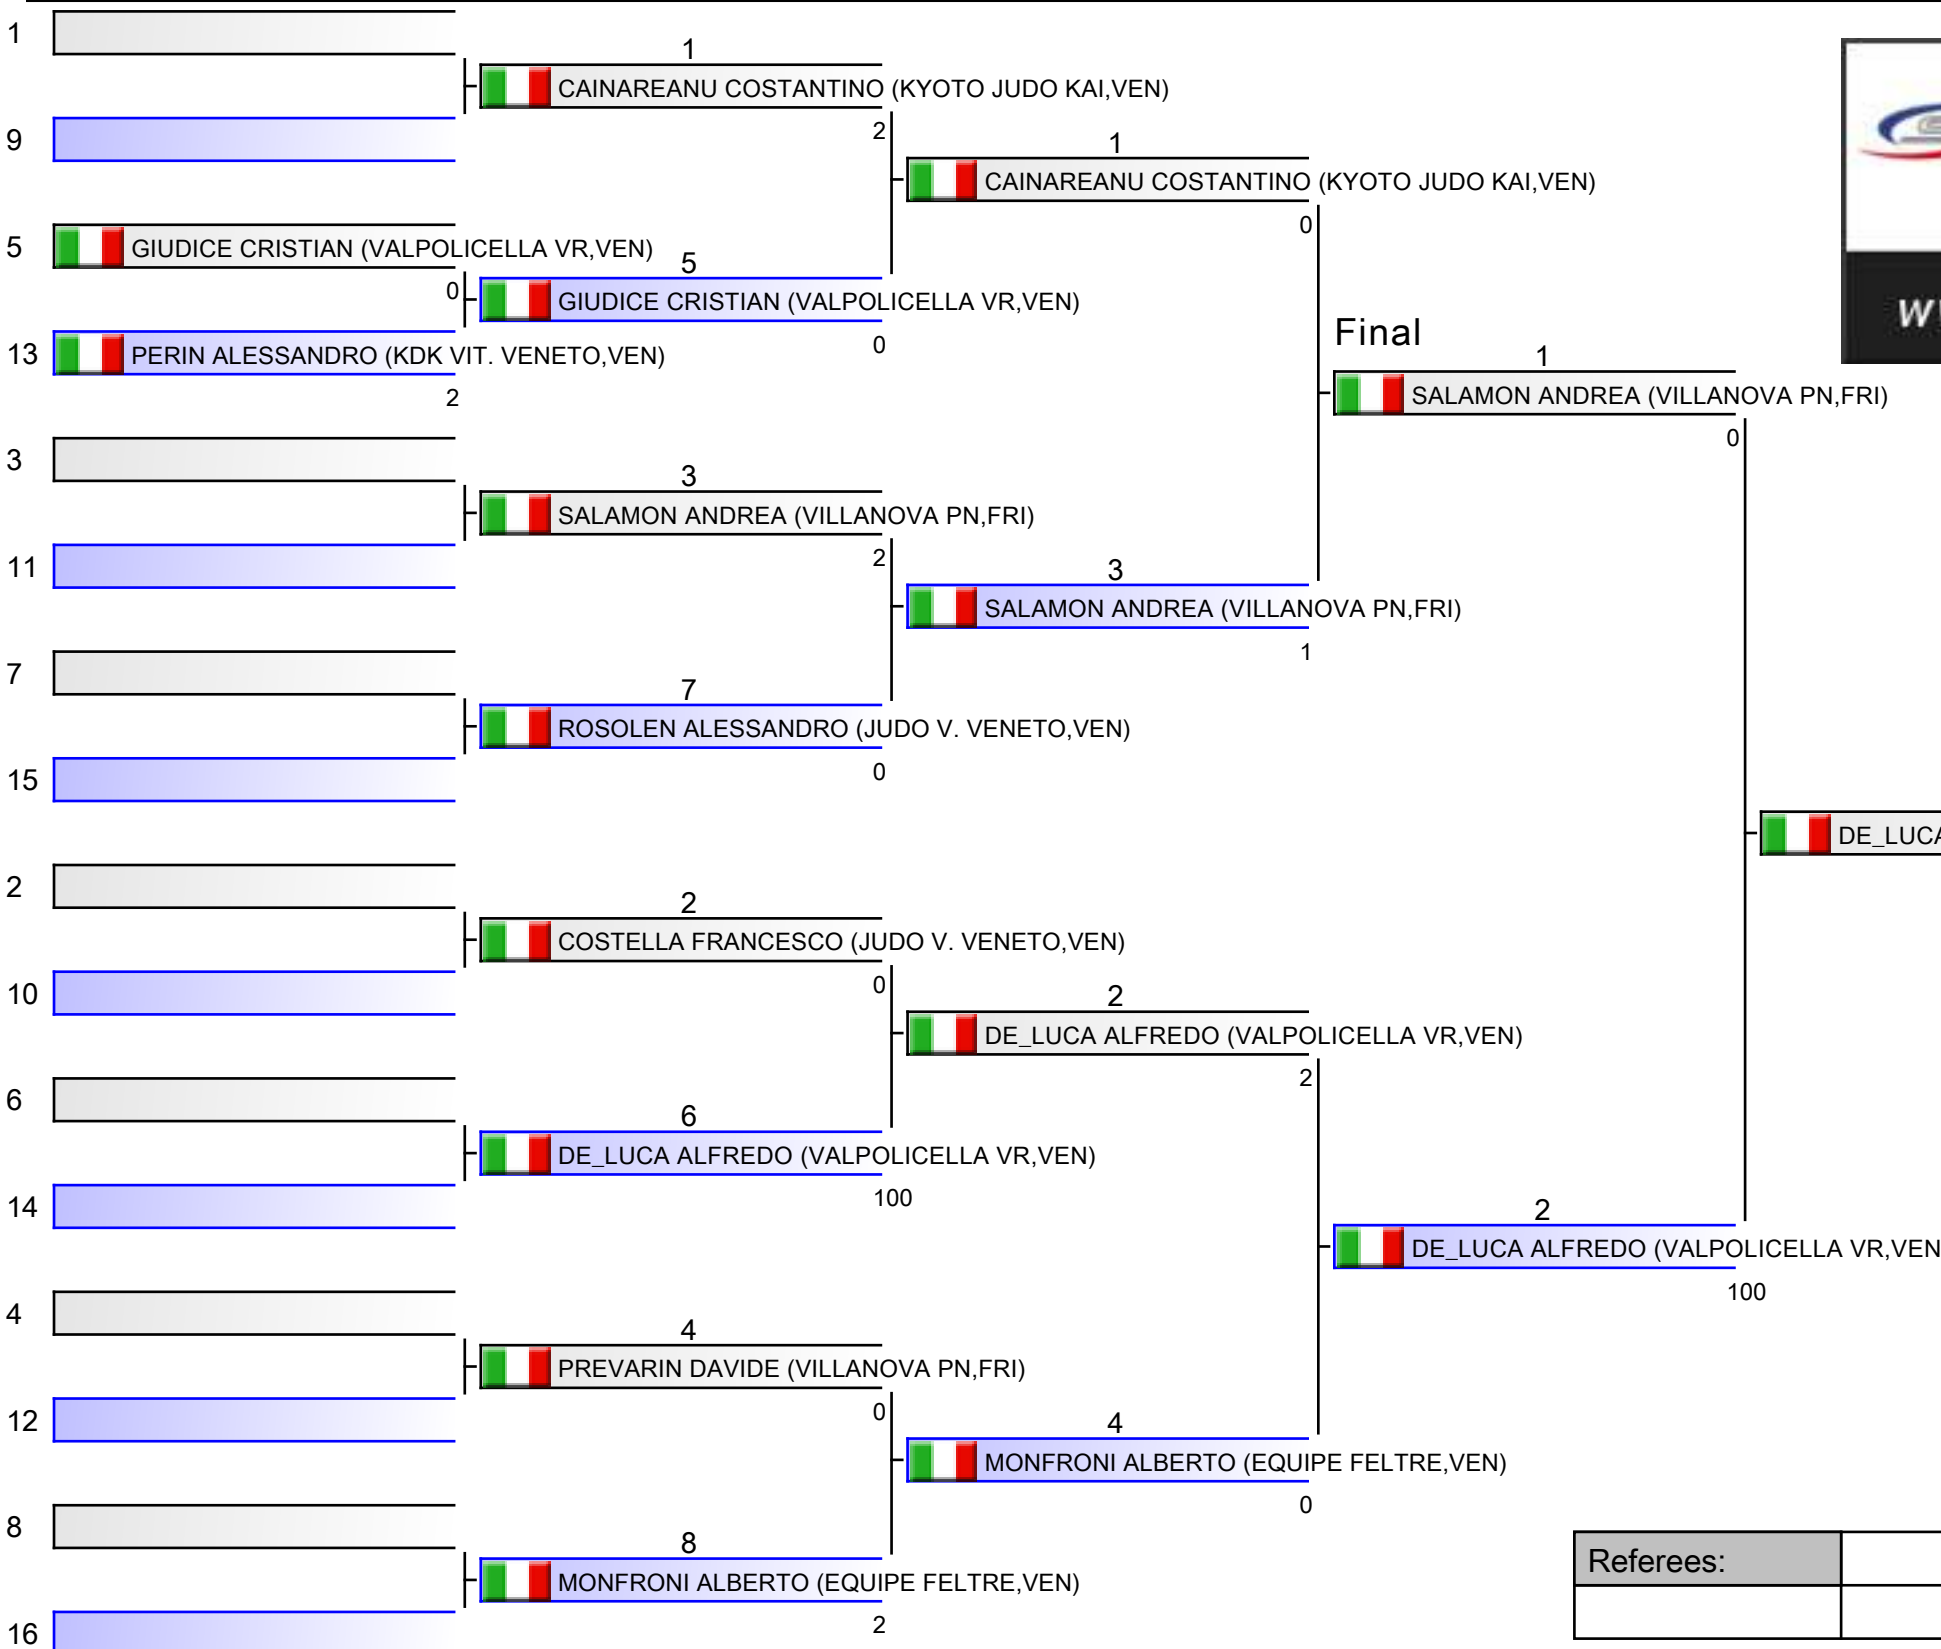 1
1
CAINAREANU COSTANTINO (KYOTO JUDO KAI,VEN)
2
9
1
CAINAREANU COSTANTINO (KYOTO JUDO KAI,VEN)
0
5
GIUDICE CRISTIAN (VALPOLICELLA VR,VEN)
0
5
GIUDICE CRISTIAN (VALPOLICELLA VR,VEN)
0
13
PERIN ALESSANDRO (KDK VIT. VENETO,VEN)
2
Final
1
SALAMON ANDREA (VILLANOVA PN,FRI)
0
3
3
SALAMON ANDREA (VILLANOVA PN,FRI)
2
11
3
SALAMON ANDREA (VILLANOVA PN,FRI)
1
7
7
ROSOLEN ALESSANDRO (JUDO V. VENETO,VEN)
0
15
DE_LUCA
2
2
COSTELLA FRANCESCO (JUDO V. VENETO,VEN)
0
10
2
DE_LUCA ALFREDO (VALPOLICELLA VR,VEN)
2
6
6
DE_LUCA ALFREDO (VALPOLICELLA VR,VEN)
100
14
2
DE_LUCA ALFREDO (VALPOLICELLA VR,VEN
100
4
4
PREVARIN DAVIDE (VILLANOVA PN,FRI)
0
12
4
MONFRONI ALBERTO (EQUIPE FELTRE,VEN)
0
8
8
MONFRONI ALBERTO (EQUIPE FELTRE,VEN)
2
16
Referees: